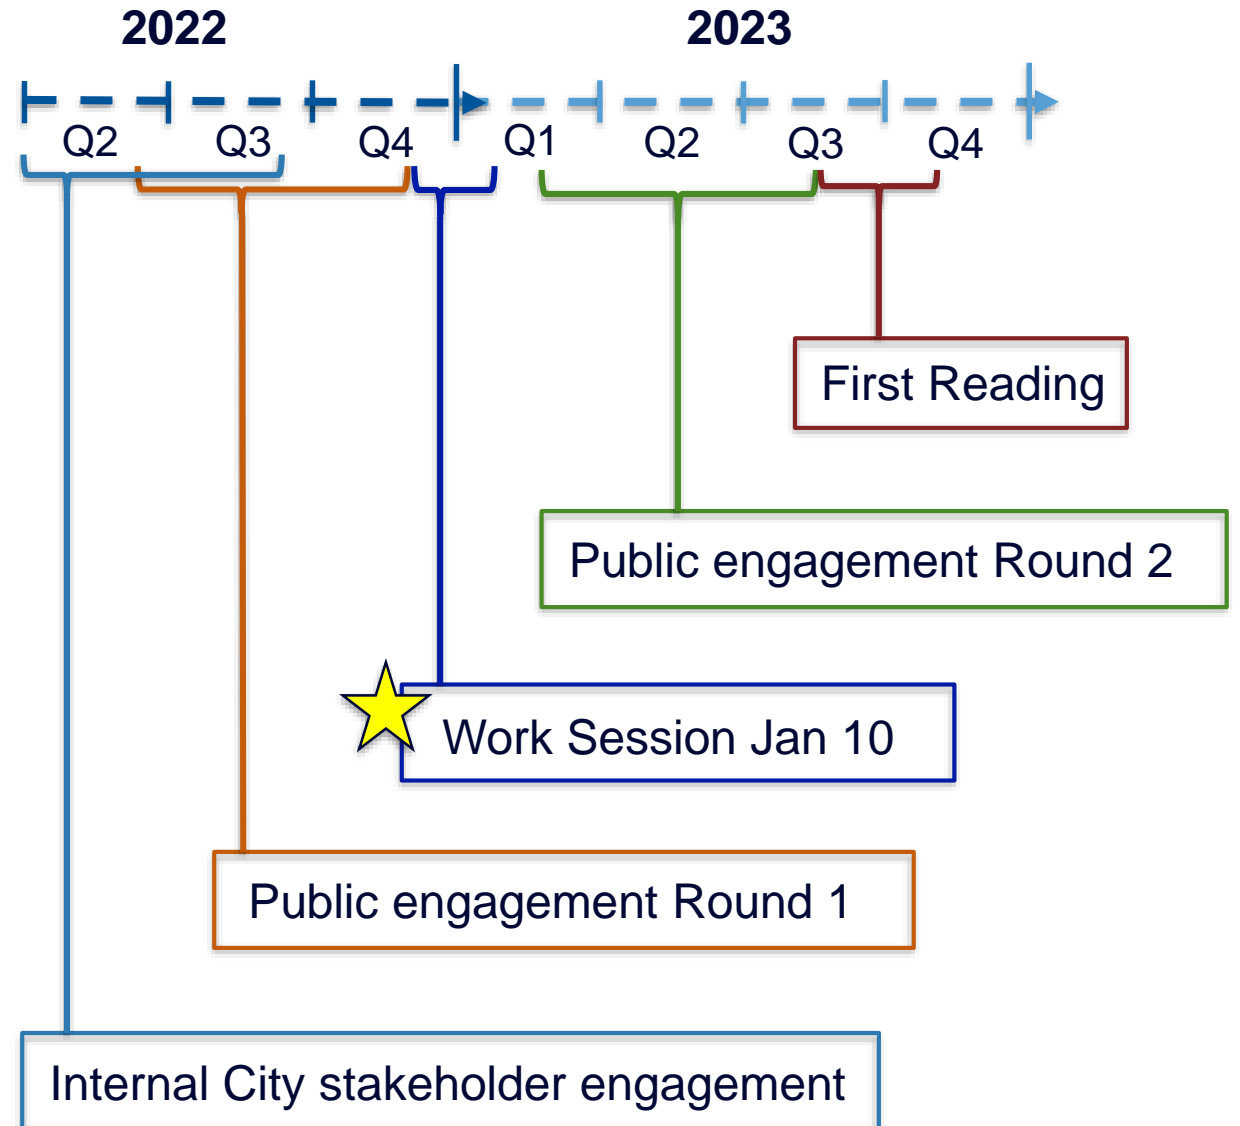 2022 2023
Q2 Q3 Q4 Q1 Q2 Q3 Q4
First Reading
Public engagement Round 2
Work Session Jan 10
Public engagement Round 1
Internal City stakeholder engagement